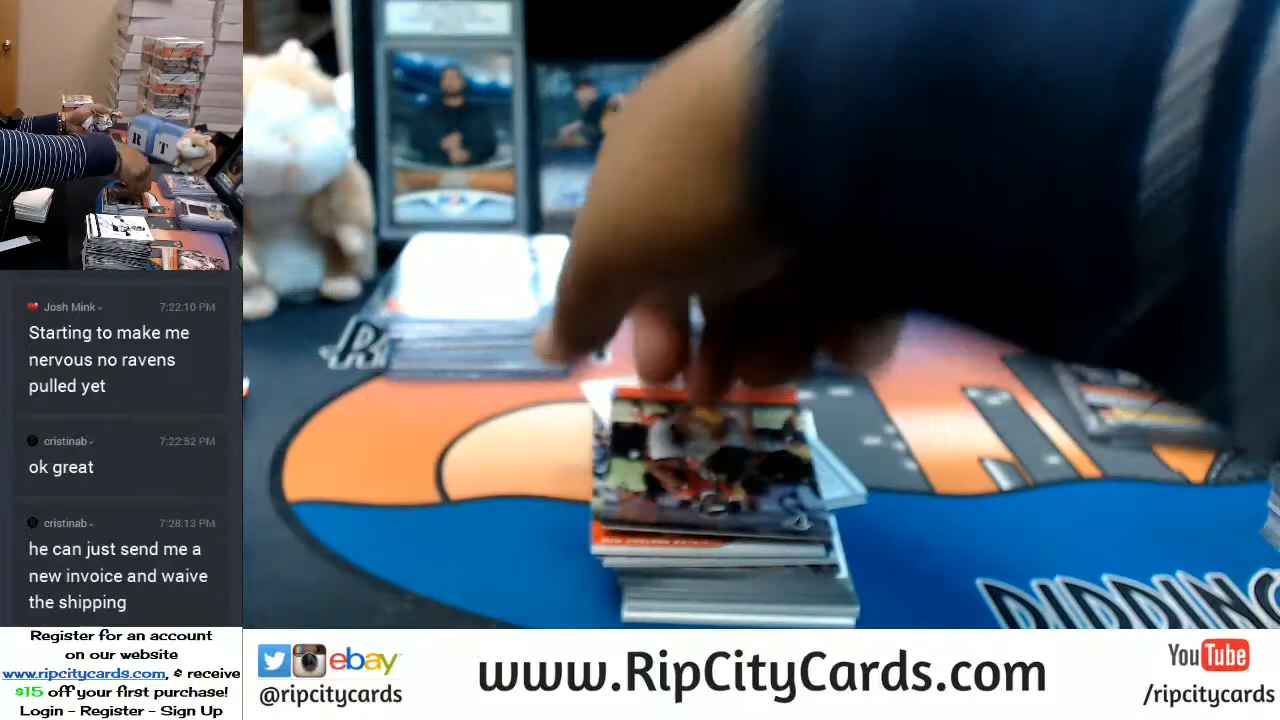 R T
Josh Mink 7:22:10 PM
Starting to make me
nervous no ravens
pulled yet
cristinab 7:22:52 PM
ok great
cristinab 7:28:13 PM
he can just send me a
new invoice and waive
the shipping
Register for an account
on our website
www.ripcitycards.com, & receive
$15 off your first purchase!
Login - Register - Sign Up
ebay
@ripcitycards
www.RipCityCards.com
YouTube
/ripcitycards